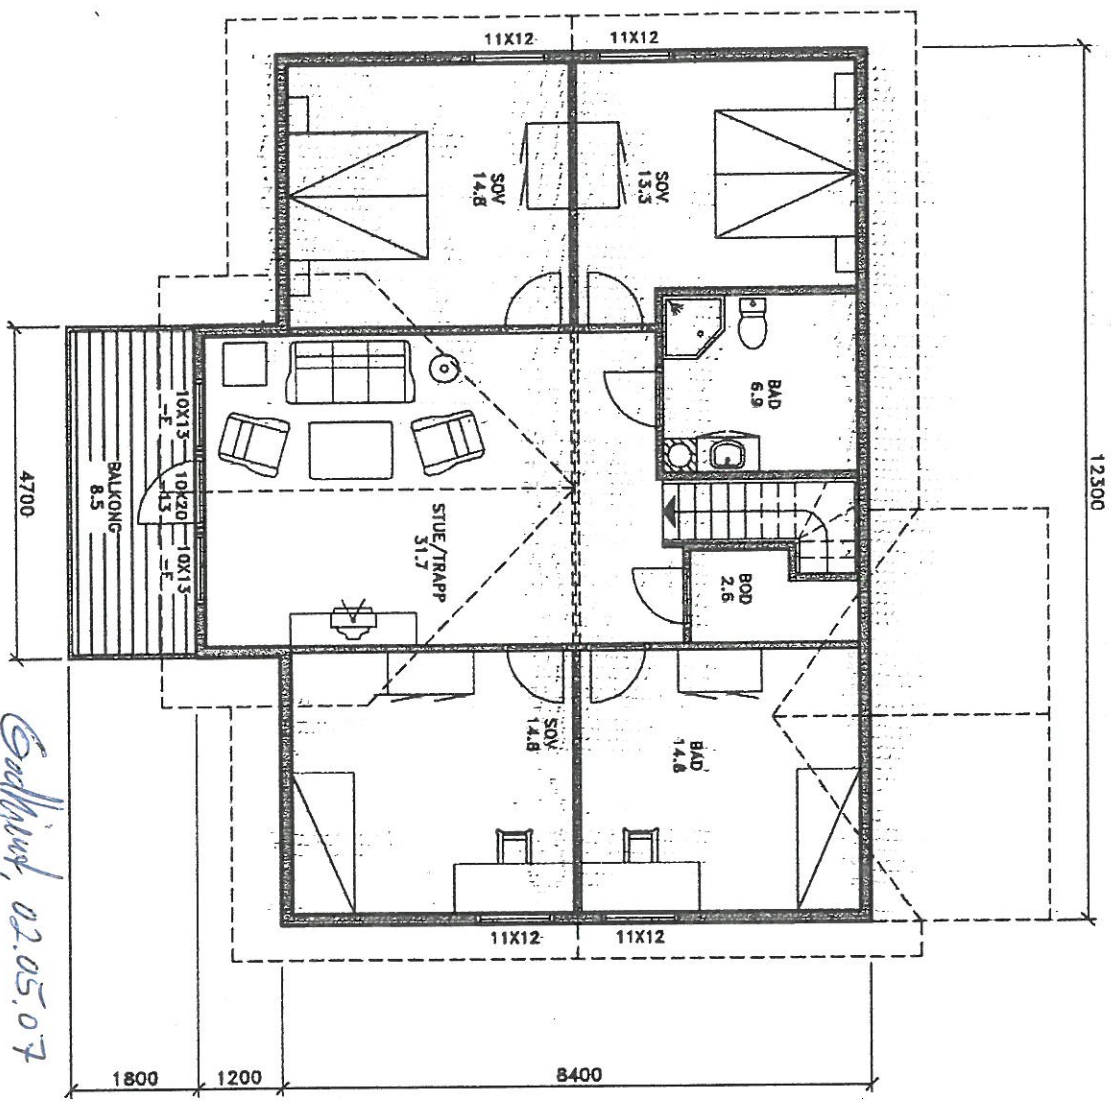 11X12
11X12
12300
SOV
14.8
SOV
13.3
BAD
6.9
4700
BALKONG
8.5
10X13
-F-
10X20
13
10X13
-F-
STUE/TRAPP
31.7
BOD
2.6
SOV
14.8
BAD
14.8
11X12
11X12
1800
1200
8400
02.05.07